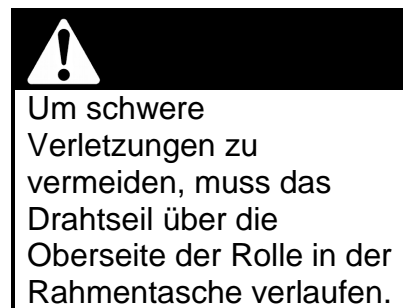 Um schwere
Verletzungen zu
vermeiden, muss das
Drahtseil über die
Oberseite der Rolle in der
Rahmentasche verlaufen.